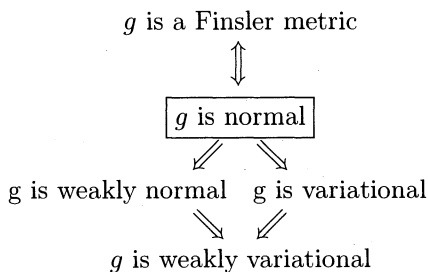 g is a Finsler metric
g is normal
g is weakly normal g is variational
g is weakly variational